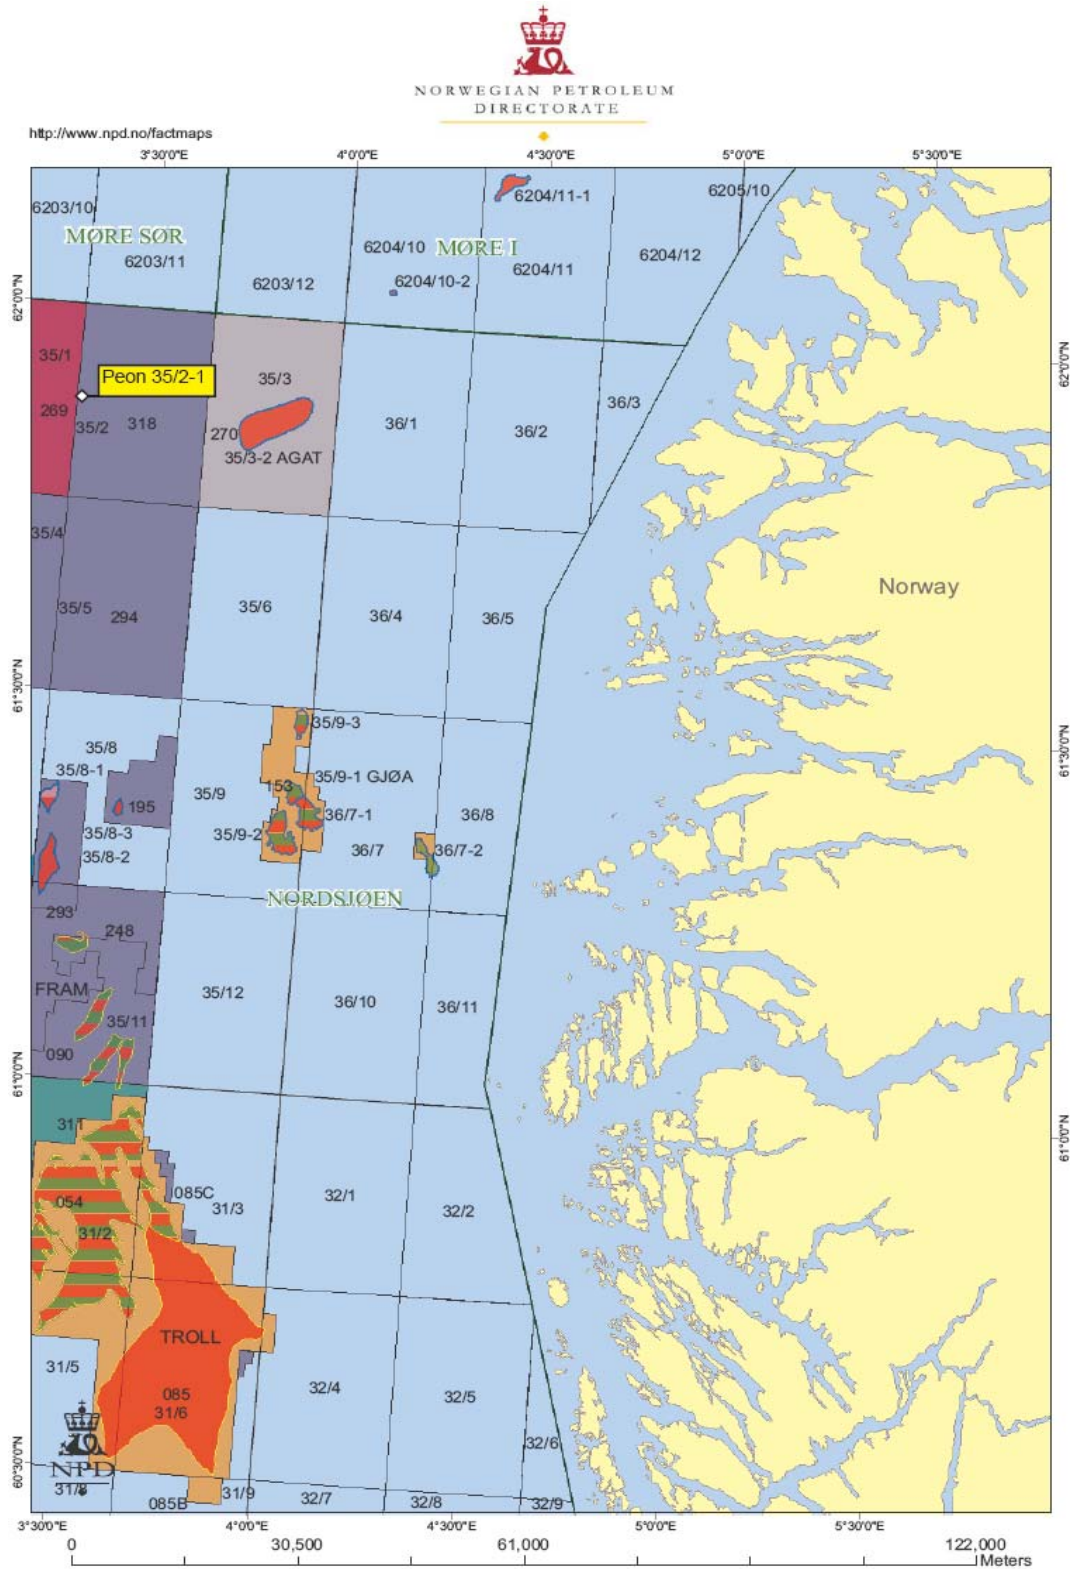 NORWEGIAN PETROLEUM
DIRECTORATE
http://www.npd.no/factmaps
3°30'0"E 4°0'0"E 4°30'0"E 5°0'0"E 5°30'0"E
6204/11-1
6205/10
6203/10
MØRE SØR
6204/10
MØRE I
6204/12
6203/11
6204/11
6203/12
6204/10-2
62°0'0"N
35/1
62°0'0"N
Peon 35/2-1
35/3
36/3
269
35/2
318
36/1
36/2
270
35/3-2 AGAT
35/4
Norway
35/5
294
35/6
36/4
36/5
61°30'0"N
35/9-3
35/8
61°30'0"N
35/8-1
35/9-1 GJØA
153
35/9
195
36/7-1
36/8
35/8-3
35/9-2
35/8-2
36/7
36/7-2
NORDSJØEN
293
248
FRAM
35/12
36/10
36/11
35/11
090
61°0'0"N
311
61°0'0"N
054
085C
31/3
32/1
32/2
31/2
TROLL
31/5
085
31/6
32/4
32/5
32/6
60°30'0"N
NPD
31/8
085B
31/9
32/7
32/8
32/9
3°30'0"E 4°0'0"E 4°30'0"E 5°0'0"E 5°30'0"E
0 30,500 61,000 122,000
Meters